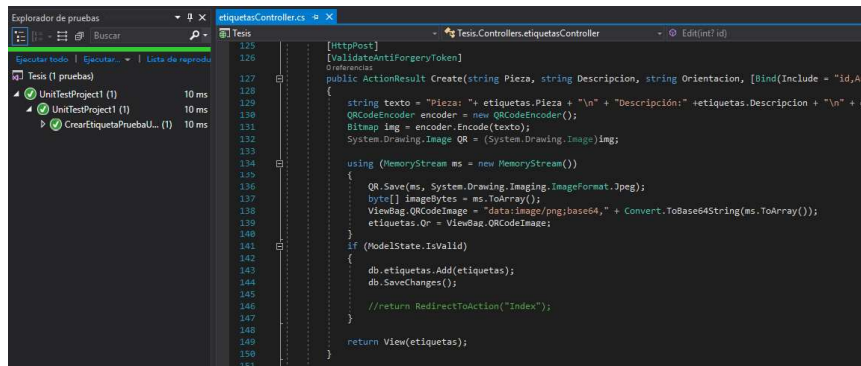 Explorador de pruebas
Buscar
Ejecutar todo | Ejecutar... | Lista de reprodu
Tesis (1 pruebas)
UnitTestProject1 (1) 10 ms
UnitTestProject1 (1) 10 ms
CrearEtiquetaPruebaU... (1) 10 ms
etiquetasController.cs
Tesis
Tesis.Controllers.etiquetasController
Edit(int? id)
125 [HttpPost]
126 [ValidateAntiForgeryToken]
0 referencias
127 public ActionResult Create(string Pieza, string Descripcion, string Orientacion, [Bind(Include = "id,A
128 {
129 string texto = "Pieza: "+ etiquetas.Pieza + "\n" + "Descripción:" +etiquetas.Descripcion + "\n" +
130 QRCodeEncoder encoder = new QRCodeEncoder();
131 Bitmap img = encoder.Encode(texto);
132 System.Drawing.Image QR = (System.Drawing.Image)img;
133
134 using (MemoryStream ms = new MemoryStream())
135 {
136 QR.Save(ms, System.Drawing.Imaging.ImageFormat.Jpeg);
137 byte[] imageBytes = ms.ToArray();
138 ViewBag.QRCodeImage = "data:image/png;base64," + Convert.ToBase64String(ms.ToArray());
139 etiquetas.Qr = ViewBag.QRCodeImage;
140 }
141 if (ModelState.IsValid)
142 {
143 db.etiquetas.Add(etiquetas);
144 db.SaveChanges();
145
146 //return RedirectToAction("Index");
147 }
148
149 return View(etiquetas);
150 }
151